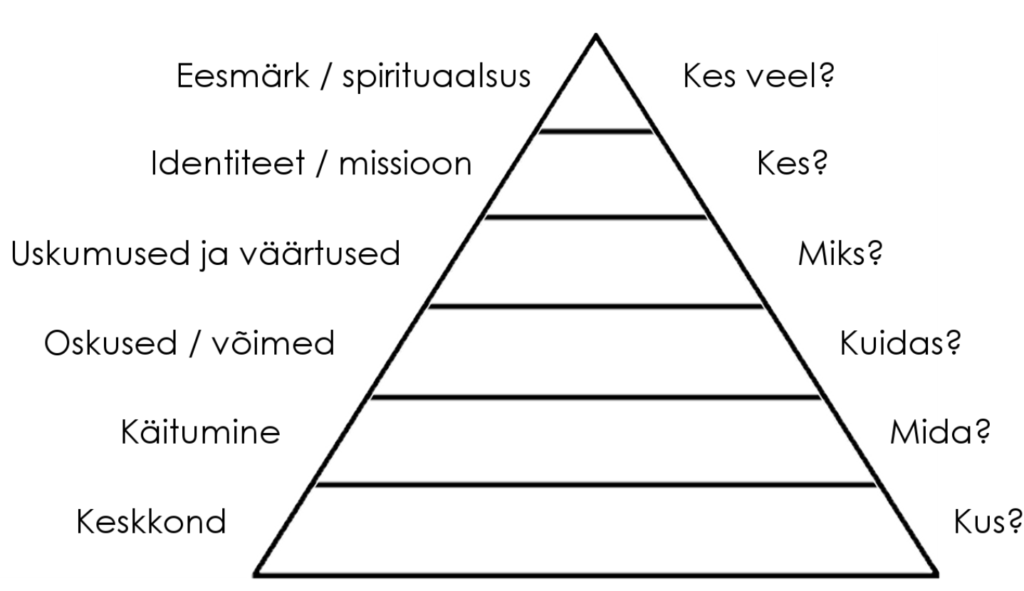 Eesmärk / spirituaalsus Kes veel?
Identiteet / missioon Kes?
Uskumused ja väärtused Miks?
Oskused / võimed Kuidas?
Käitumine Mida?
Keskkond Kus?